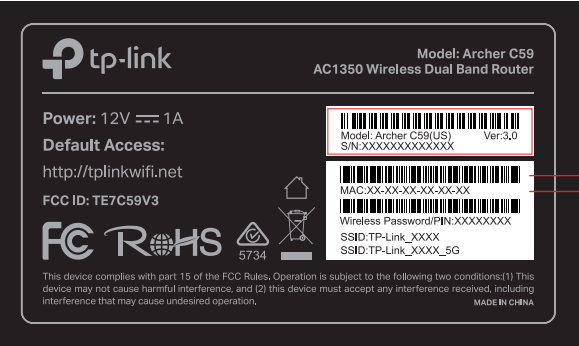 tp-link
Model: Archer C59
AC1350 Wireless Dual Band Router
Power: 12V 1A
Default Access:
http://tplinkwifi.net
FCC ID: TE7C59V3
Model: Archer C59(US) Ver:3.0
S/N:XXXXXXXXXXXXX
MAC:XX-XX-XX-XX-XX-XX
Wireless Password/PIN:XXXXXXXX
SSID:TP-Link_XXXX
SSID:TP-Link_XXXX_5G
FC RoHS
5734
This device complies with part 15 of the FCC Rules. Operation is subject to the following two conditions:(1) This
device may not cause harmful interference, and (2) this device must accept any interference received, including
interference that may cause undesired operation.
MADE IN CHINA